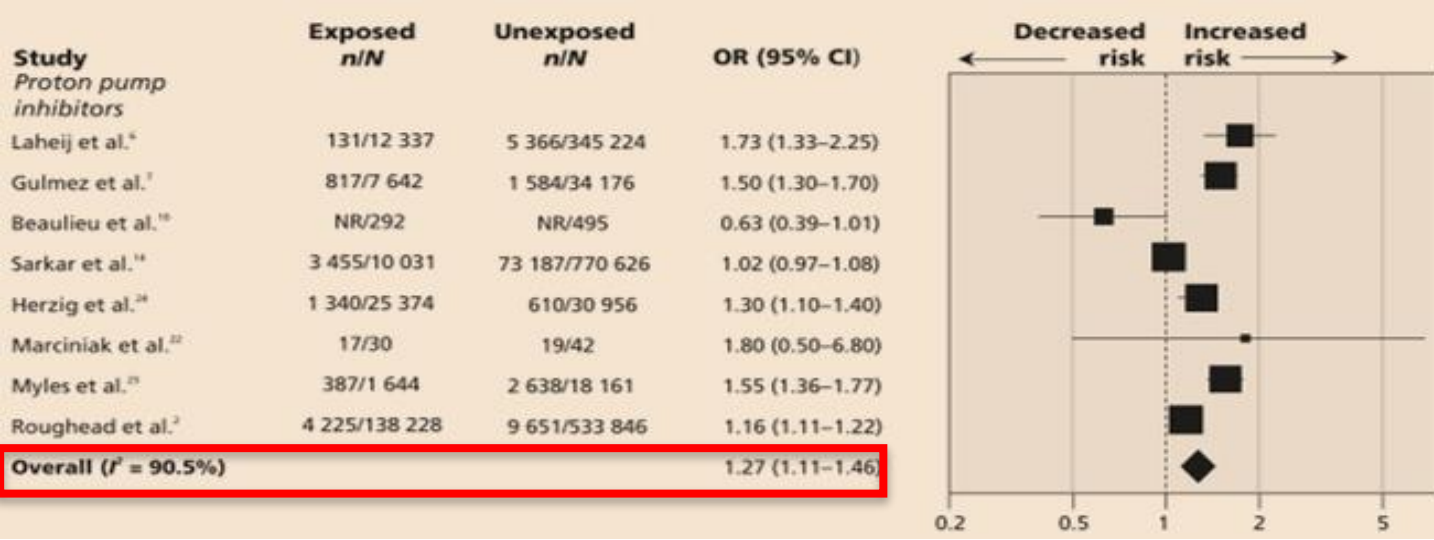 Exposed Unexposed Decreased Increased
Study n/N n/N OR (95% CI) risk risk
Proton pump
inhibitors
Laheij et al.⁶ 131/12 337 5 366/345 224 1.73 (1.33–2.25)
Gulmez et al.⁷ 817/7 642 1 584/34 176 1.50 (1.30–1.70)
Beaulieu et al.¹⁰ NR/292 NR/495 0.63 (0.39–1.01)
Sarkar et al. 3 455/10 031 73 187/770 626 1.02 (0.97–1.08)
Herzig et al. 1 340/25 374 610/30 956 1.30 (1.10–1.40)
Marciniak et al.²² 17/30 19/42 1.80 (0.50–6.80)
Myles et al. 387/1 644 2 638/18 161 1.55 (1.36–1.77)
Roughead et al.² 4 225/138 228 9 651/533 846 1.16 (1.11–1.22)
Overall (I² = 90.5%) 1.27 (1.11–1.46)
0.2 0.5 1 2 5